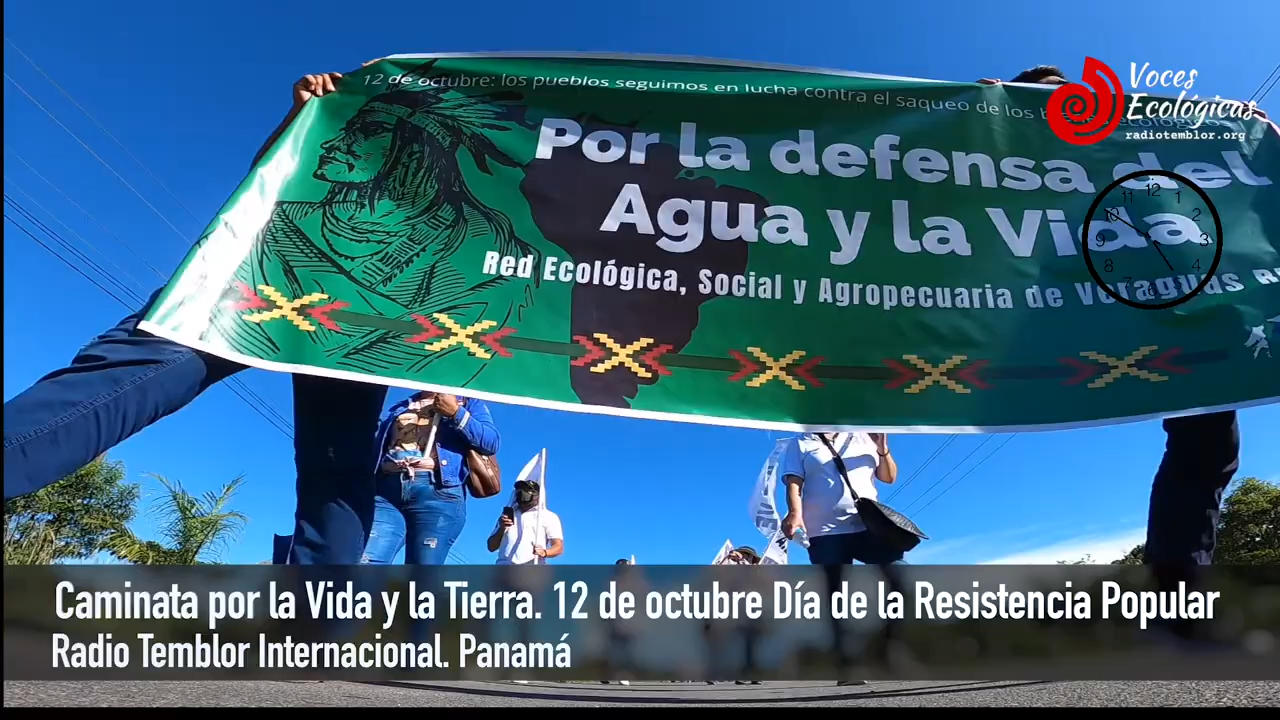 12 de octubre: los pueblos seguimos en lucha contra el saqueo de los
Voces
Ecológicas
radiotemblor.org
Por la defensa del
Agua y la Vida
Red Ecológica, Social y Agropecuaria de Veraguas
12
1
2
3
4
6
7
8
9
10
11
Caminata por la Vida y la Tierra. 12 de octubre Día de la Resistencia Popular
Radio Temblor Internacional. Panamá